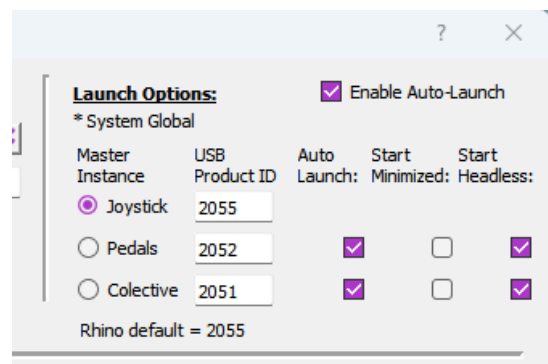 ?
Launch Options:
Enable Auto-Launch
* System Global
Master Instance
USB Product ID
Auto Launch:
Start Minimized:
Start Headless:
Joystick 2055
Pedals 2052
Colective 2051
Rhino default = 2055